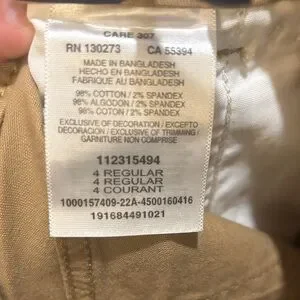 CARE 307
RN 130273 CA 55394
MADE IN BANGLADESH
HECHO EN BANGLADESH
FABRIQUE AU BANGLADESH
98% COTTON / 2% SPANDEX
98% ALGODON / 2% SPANDEX
98% COTON / 2% SPANDEX
EXCLUSIVE OF DECORATION / EXCEPTO
DECORACION / EXCLUSIVE OF TRIMMING /
GARNITURE NON COMPRISE
112315494
4 REGULAR
4 REGULAR
4 COURANT
1000157409-22A-4500160416
191684491021